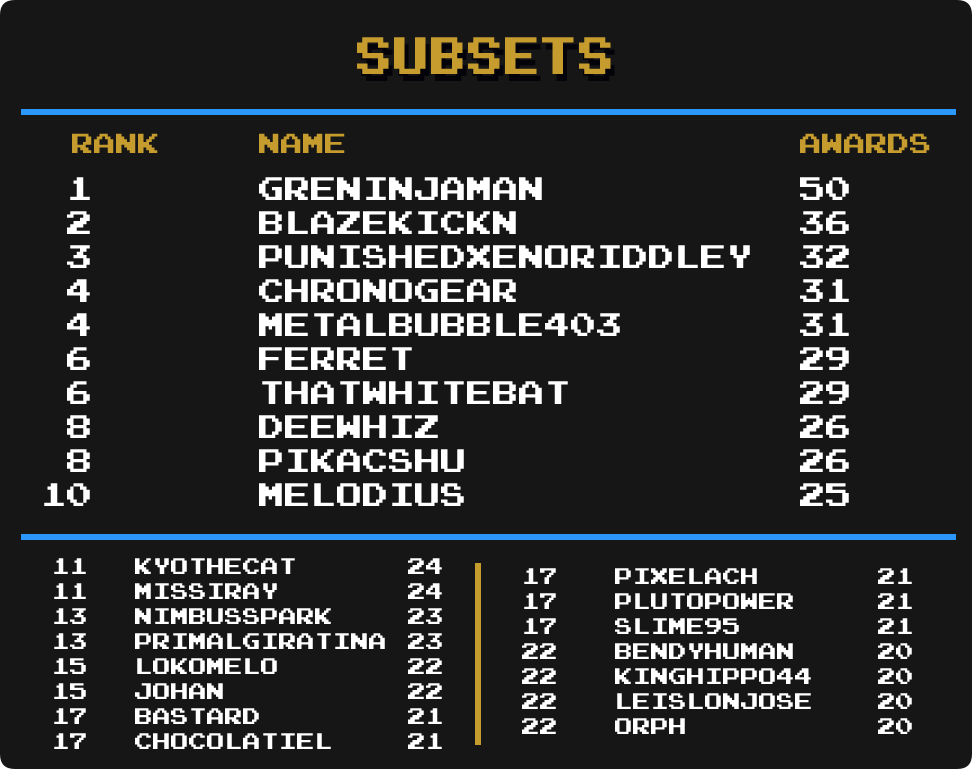 SUBSETS
RANK NAME AWARDS
1 GRENINJAMAN 50
2 BLAZEKICKN 36
3 PUNISHEDXENORIDDLEY 32
4 CHRONOGEAR 31
4 METALBUBBLE403 31
6 FERRET 29
6 THATWHITEBAT 29
8 DEEWHIZ 26
8 PIKACSHU 26
10 MELODIUS 25
11 KYOTHECAT 24
11 MISSIRAY 24
13 NIMBUSSPARK 23
13 PRIMALGIRATINA 23
15 LOKOMELO 22
15 JOHAN 22
17 BASTARD 21
17 CHOCOLATIEL 21
17 PIXELACH 21
17 PLUTOPOWER 21
17 SLIME95 21
22 BENDYHUMAN 20
22 KINGHIPPO44 20
22 LEISLONJOSE 20
22 ORPH 20